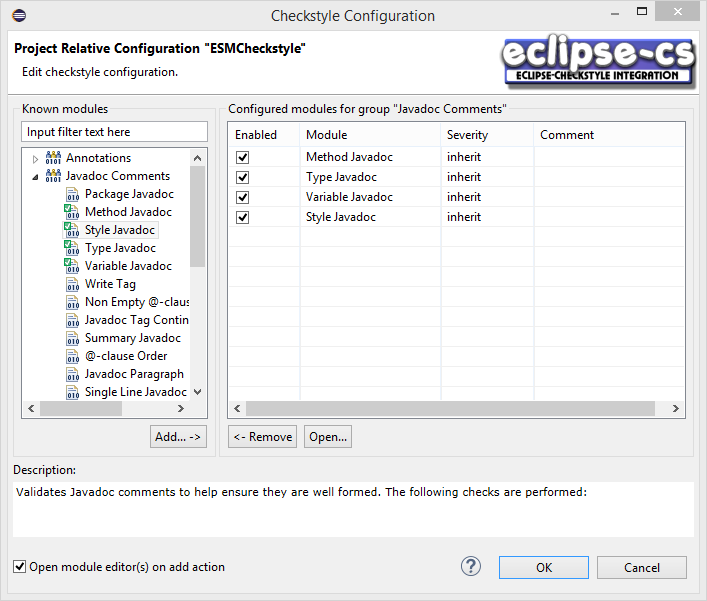 Checkstyle Configuration
Project Relative Configuration "ESMCheckstyle"
Edit checkstyle configuration.
eclipse-cs
ECLIPSE-CHECKSTYLE INTEGRATION
Known modules
Input filter text here
Annotations
Javadoc Comments
Package Javadoc
Method Javadoc
Style Javadoc
Type Javadoc
Variable Javadoc
Write Tag
Non Empty @-claus
Javadoc Tag Contin
Summary Javadoc
@-clause Order
Javadoc Paragraph
Single Line Javadoc
Add... ->
Configured modules for group "Javadoc Comments"
Enabled Module Severity Comment
Method Javadoc inherit
Type Javadoc inherit
Variable Javadoc inherit
Style Javadoc inherit
<- Remove Open...
Description:
Validates Javadoc comments to help ensure they are well formed. The following checks are performed:
Open module editor(s) on add action
? OK Cancel